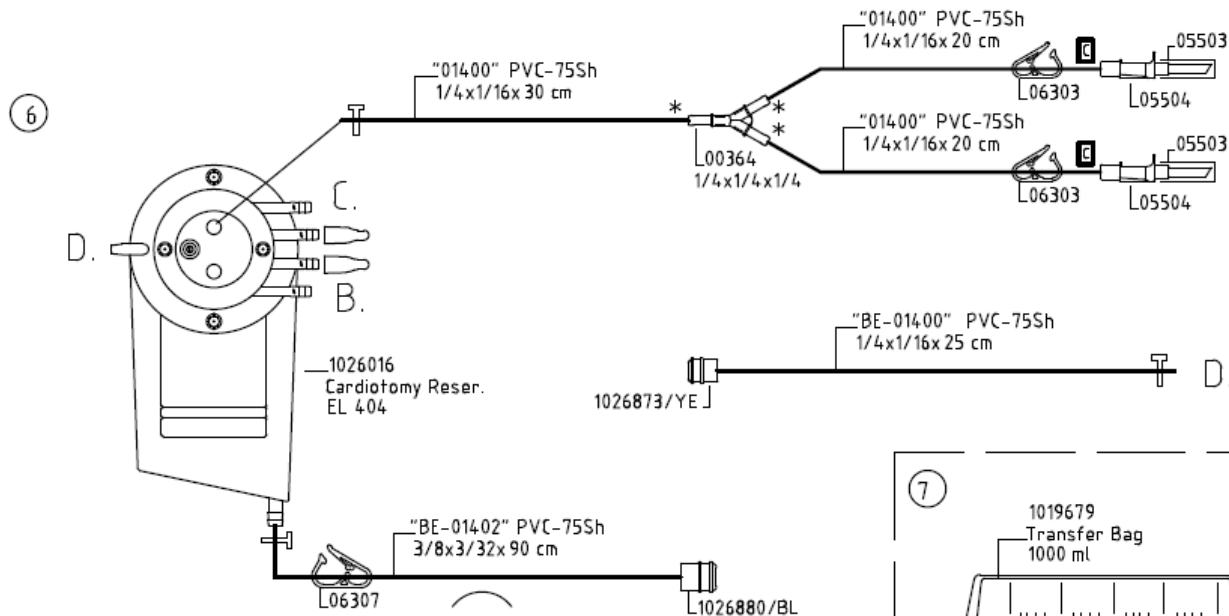 "01400" PVC-75Sh
1/4x1/16x 20 cm
05503
"01400" PVC-75Sh
1/4x1/16x 30 cm
C
06303
05504
6
*
*
*
"01400" PVC-75Sh
1/4x1/16x 20 cm
05503
00364
1/4x1/4x1/4
C
06303
05504
C.
D.
B.
"BE-01400" PVC-75Sh
1/4x1/16x 25 cm
1026016
Cardiotomy Reser.
EL 404
1026873/YE
D
7
1019679
Transfer Bag
1000 ml
"BE-01402" PVC-75Sh
3/8x3/32x 90 cm
06307
1026880/BL